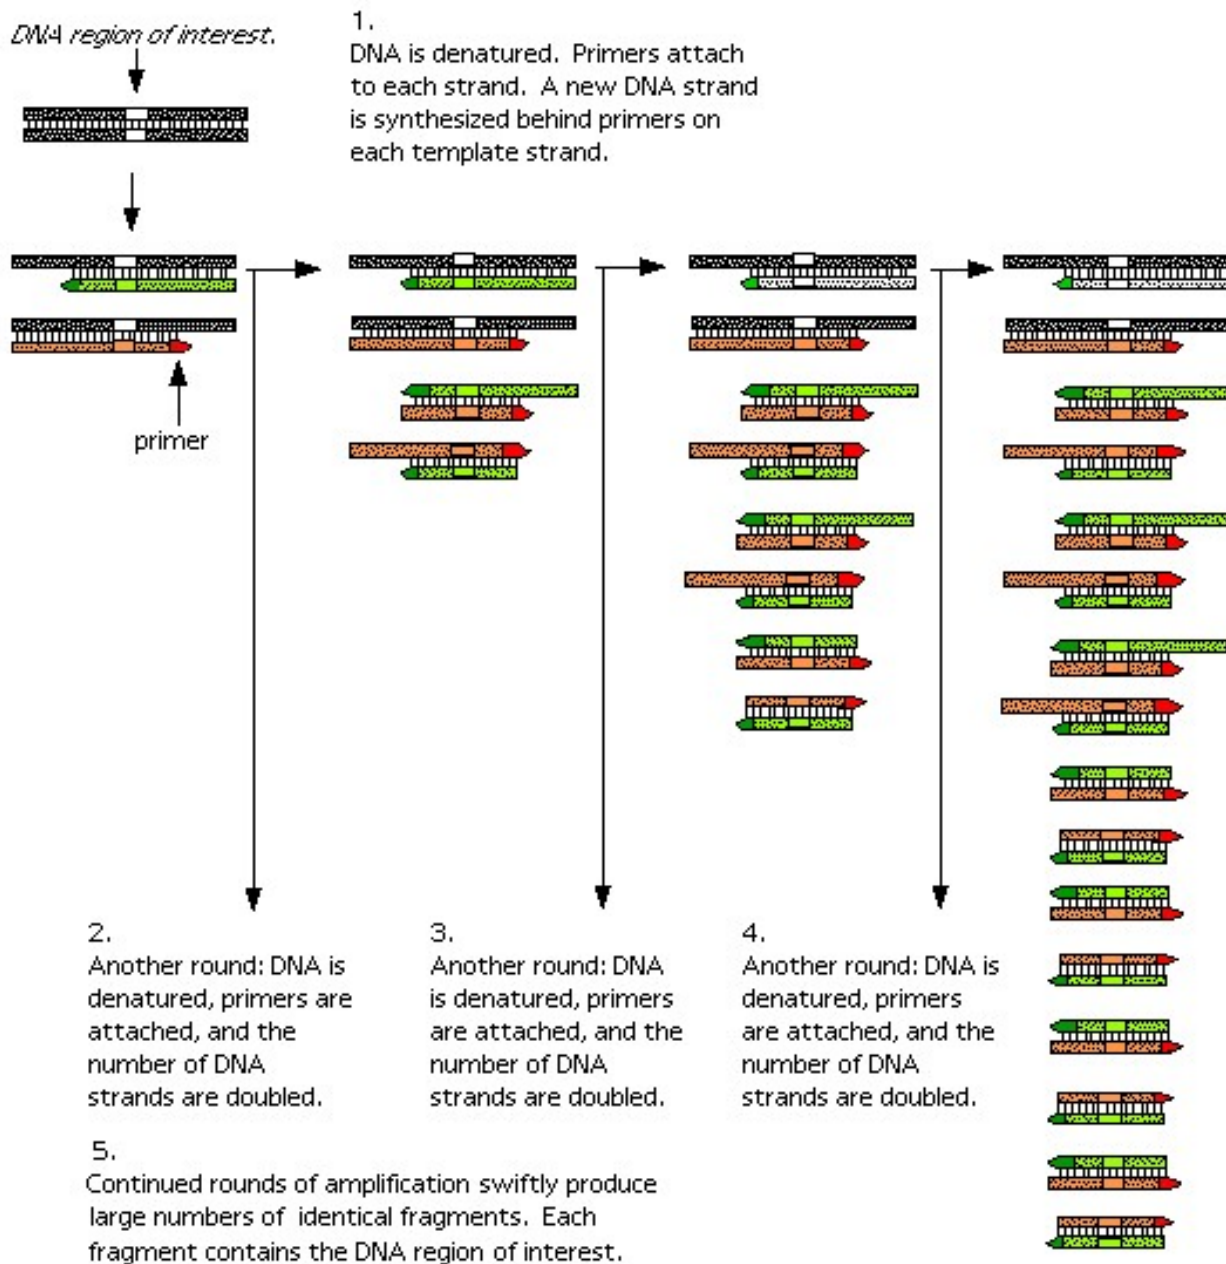 DNA region of interest.
1.
DNA is denatured. Primers attach
to each strand. A new DNA strand
is synthesized behind primers on
each template strand.
primer
2.
Another round: DNA is
denatured, primers are
attached, and the
number of DNA
strands are doubled.
3.
Another round: DNA
is denatured, primers
are attached, and the
number of DNA
strands are doubled.
4.
Another round: DNA is
denatured, primers
are attached, and the
number of DNA
strands are doubled.
5.
Continued rounds of amplification swiftly produce
large numbers of identical fragments. Each
fragment contains the DNA region of interest.